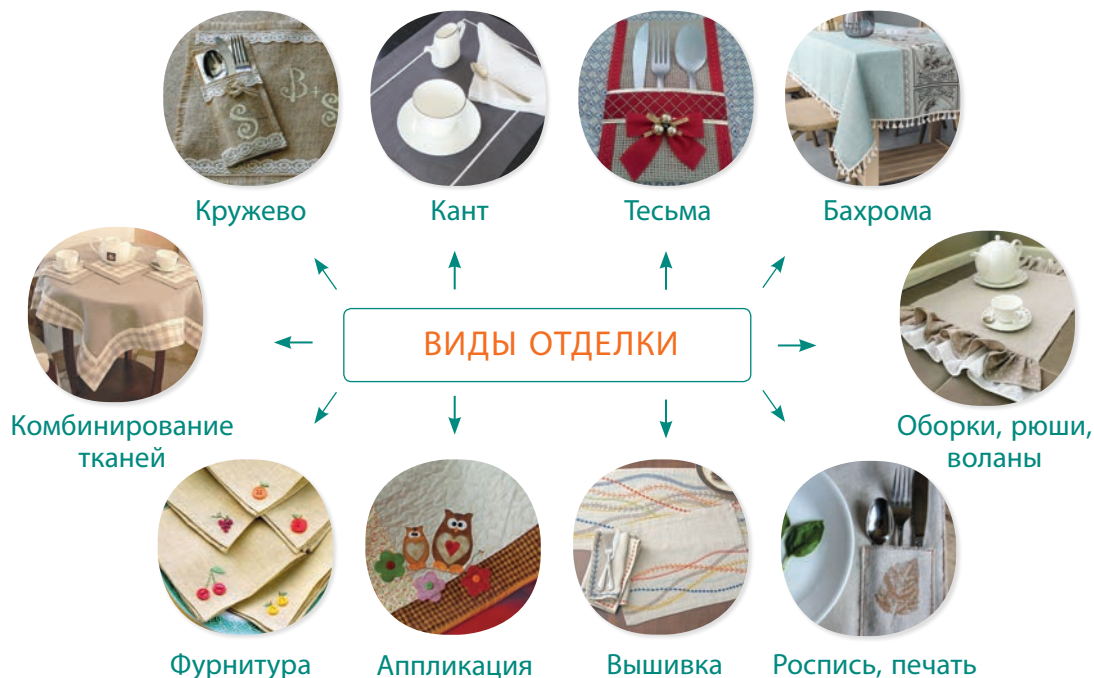 Кружево
Кант
Тесьма
Бахрома
B+S
S
ВИДЫ ОТДЕЛКИ
Комбинирование
тканей
Оборки, рюши,
воланы
Фурнитура
Аппликация
Вышивка
Роспись, печать